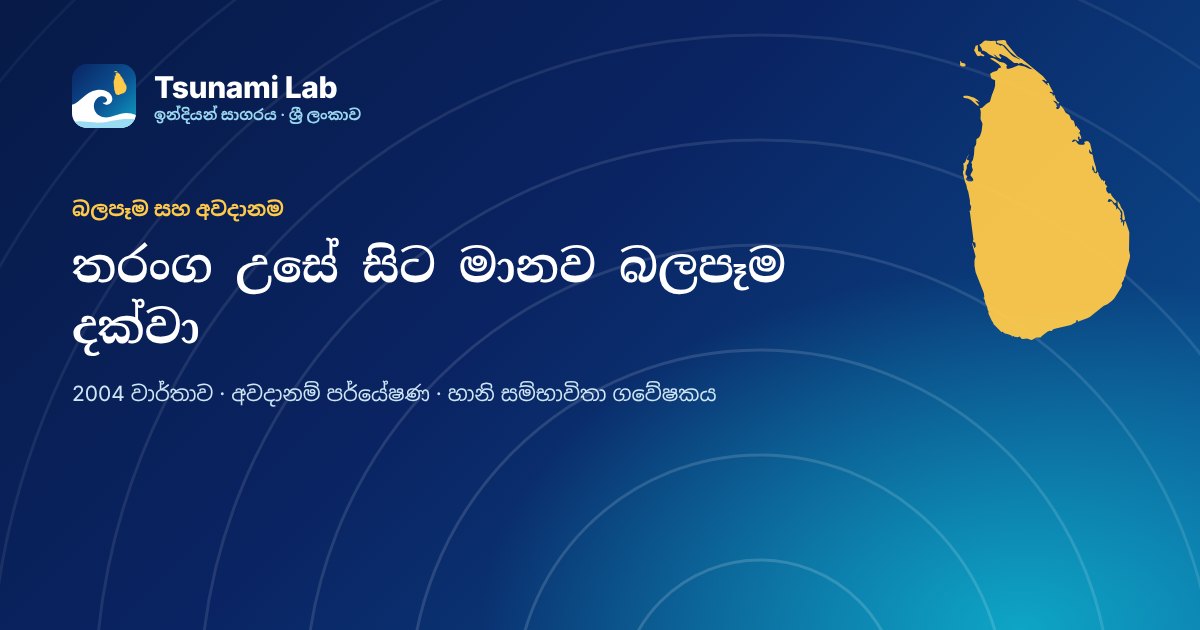 Tsunami Lab
ඉන්දියන් සාගරය · ශ්‍රී ලංකාව
බලපෑම සහ අවදානම
තරංග උසේ සිට මානව බලපෑම
දක්වා
2004 වාර්තාව · අවදානම් පර්යේෂණ · හානි සම්භාවිතා ගවේෂකය